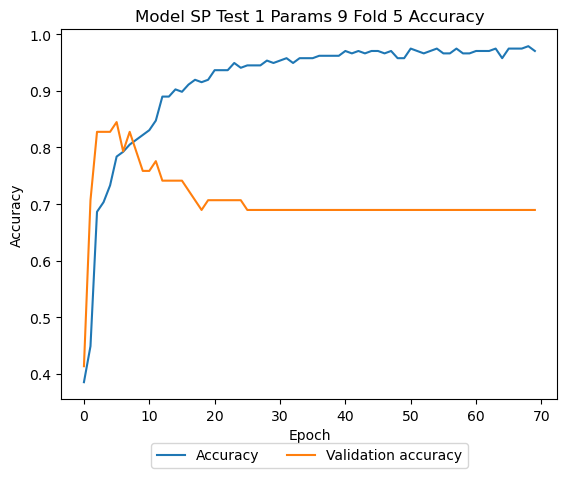 Model SP Test 1 Params 9 Fold 5 Accuracy
1.0
0.9
0.8
0.7
0.6
0.5
0.4
Accuracy
0 10 20 30 40 50 60 70
Epoch
Accuracy Validation accuracy